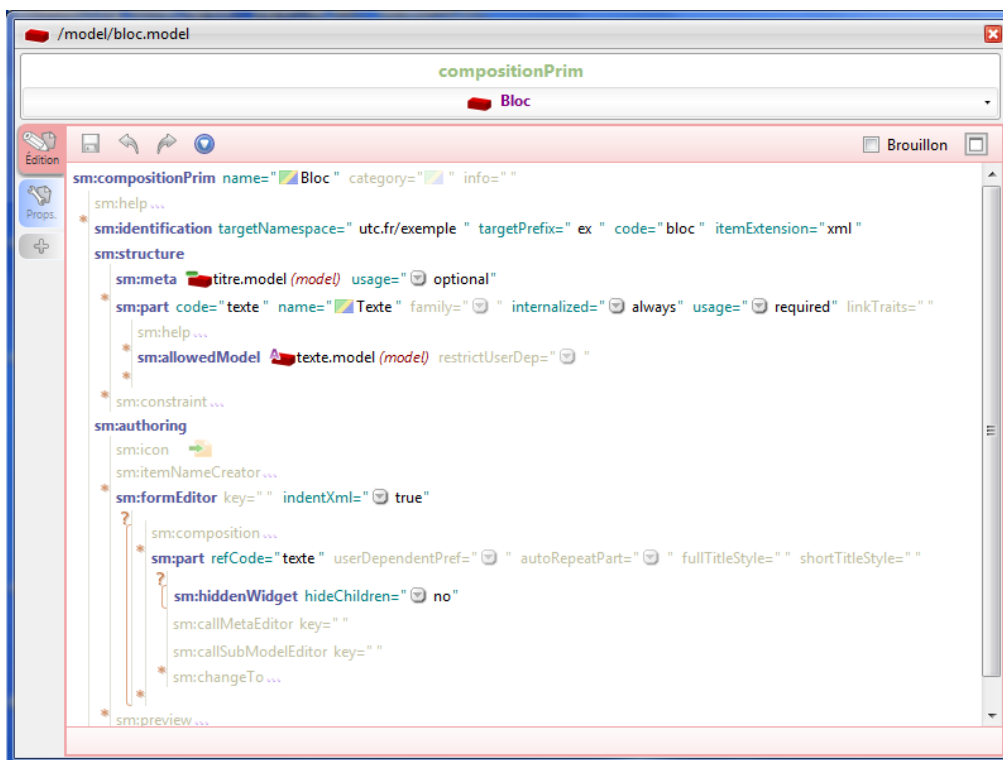 /model/bloc.model
compositionPrim
Bloc
Édition
Brouillon
Props.
sm:compositionPrim name="Bloc" category=" " info=" "
sm:help...
sm:identification targetNamespace=" utc.fr/exemple " targetPrefix=" ex " code="bloc " itemExtension="xml "
sm:structure
sm:meta titre.model (model) usage=" optional"
* sm:part code="texte " name=" Texte " family=" " internalized=" always" usage=" required" linkTraits=" "
sm:help...
* sm:allowedModel A texte.model (model) restrictUserDep=" "
*
* sm:constraint...
sm:authoring
sm:icon
sm:itemNameCreator...
* sm:formEditor key=" " indentXml=" true"
?
sm:composition ...
* sm:part refCode="texte " userDependentPref=" " autoRepeatPart=" " fullTitleStyle=" " shortTitleStyle=" "
?
sm:hiddenWidget hideChildren=" no"
sm:callMetaEditor key=" "
sm:callSubModelEditor key=" "
* sm:changeTo ...
*
* sm:preview ...